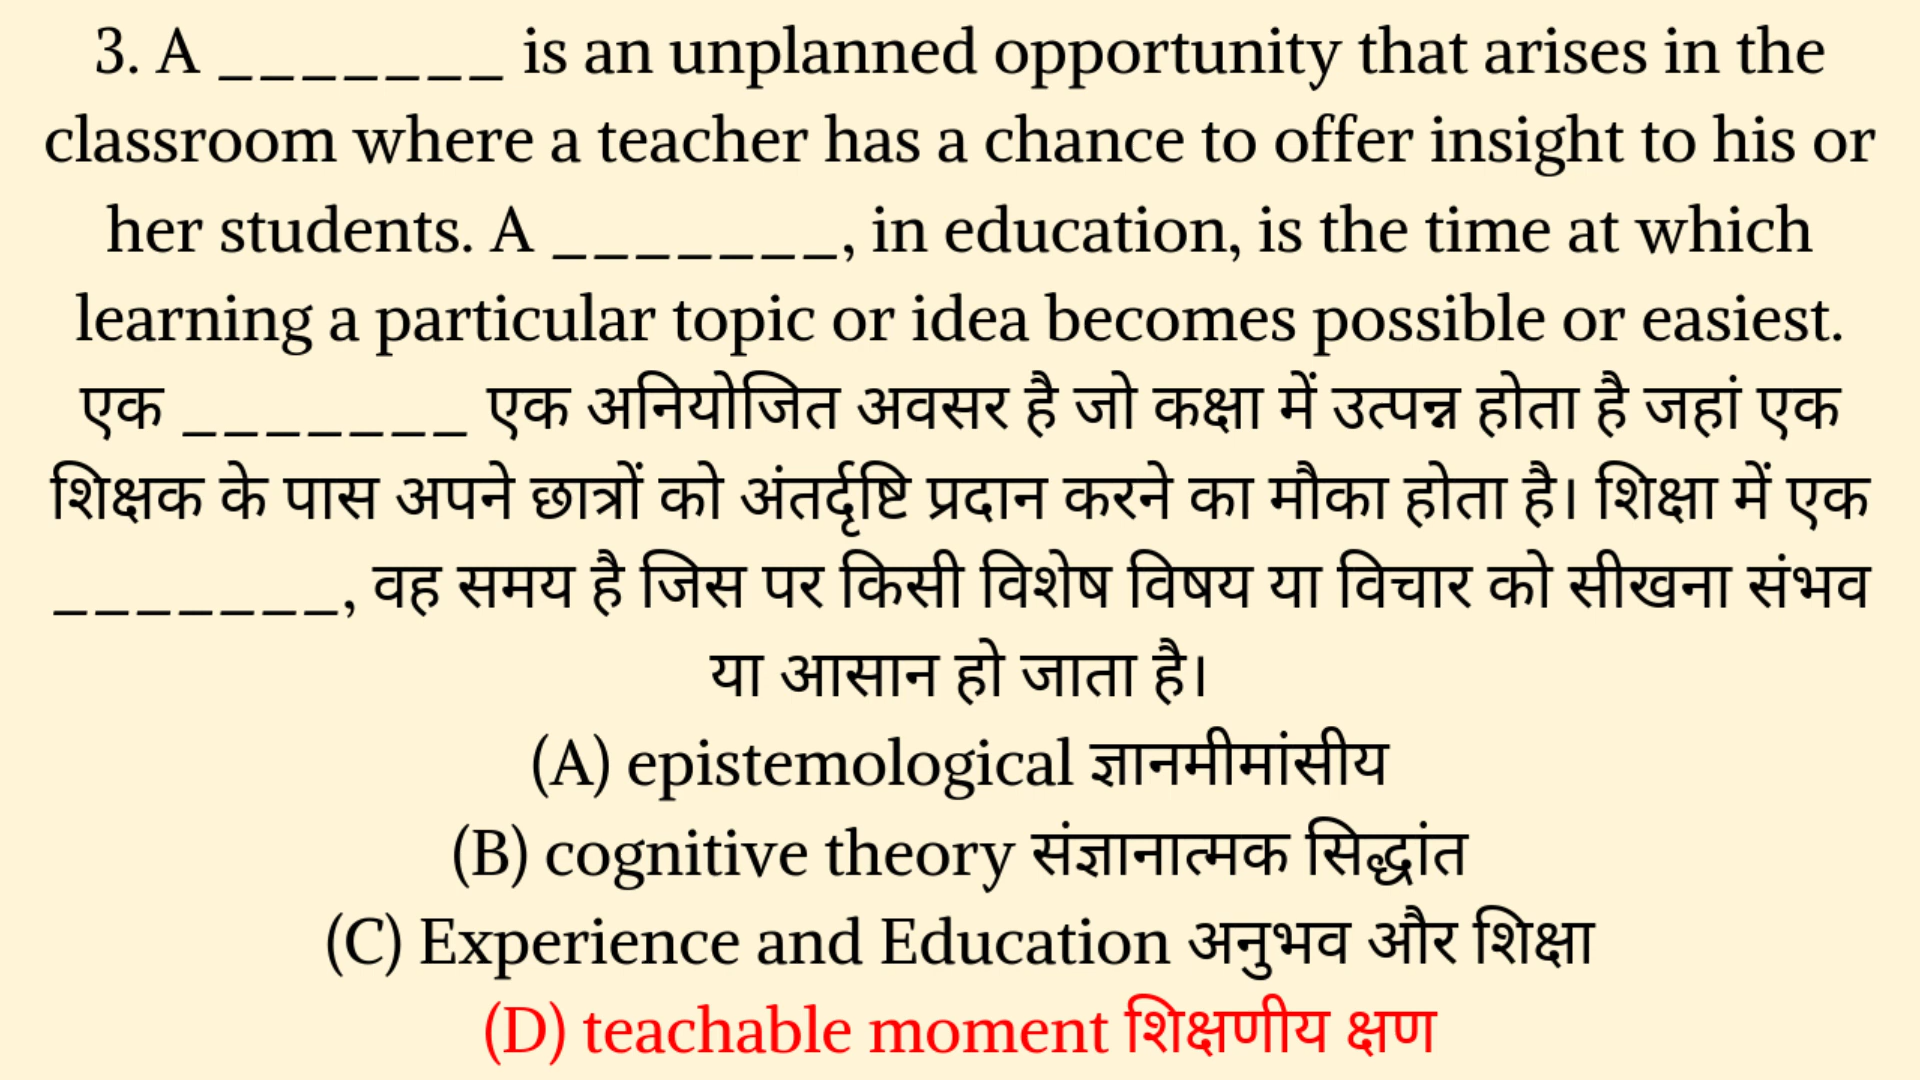 3. A _______ is an unplanned opportunity that arises in the
classroom where a teacher has a chance to offer insight to his or
her students. A _______, in education, is the time at which
learning a particular topic or idea becomes possible or easiest.
एक _______ एक अनियोजित अवसर है जो कक्षा में उत्पन्न होता है जहां एक
शिक्षक के पास अपने छात्रों को अंतर्दृष्टि प्रदान करने का मौका होता है। शिक्षा में एक
_______, वह समय है जिस पर किसी विशेष विषय या विचार को सीखना संभव
या आसान हो जाता है।
(A) epistemological ज्ञानमीमांसीय
(B) cognitive theory संज्ञानात्मक सिद्धांत
(C) Experience and Education अनुभव और शिक्षा
(D) teachable moment शिक्षणीय क्षण